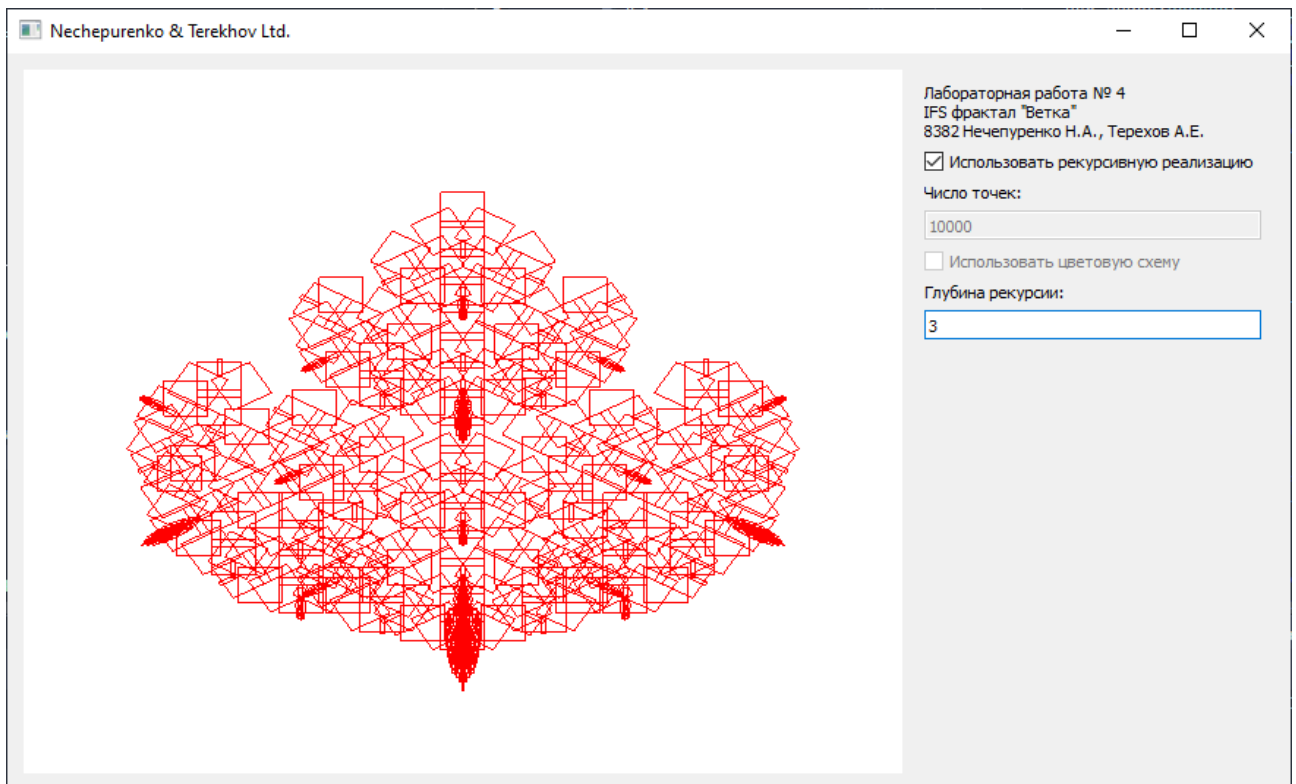 Nechepurenko & Terekhov Ltd.
Лабораторная работа № 4
IFS фрактал "Ветка"
8382 Нечепуренко Н.А., Терехов А.Е.
Использовать рекурсивную реализацию
Число точек:
10000
Использовать цветовую схему
Глубина рекурсии:
3